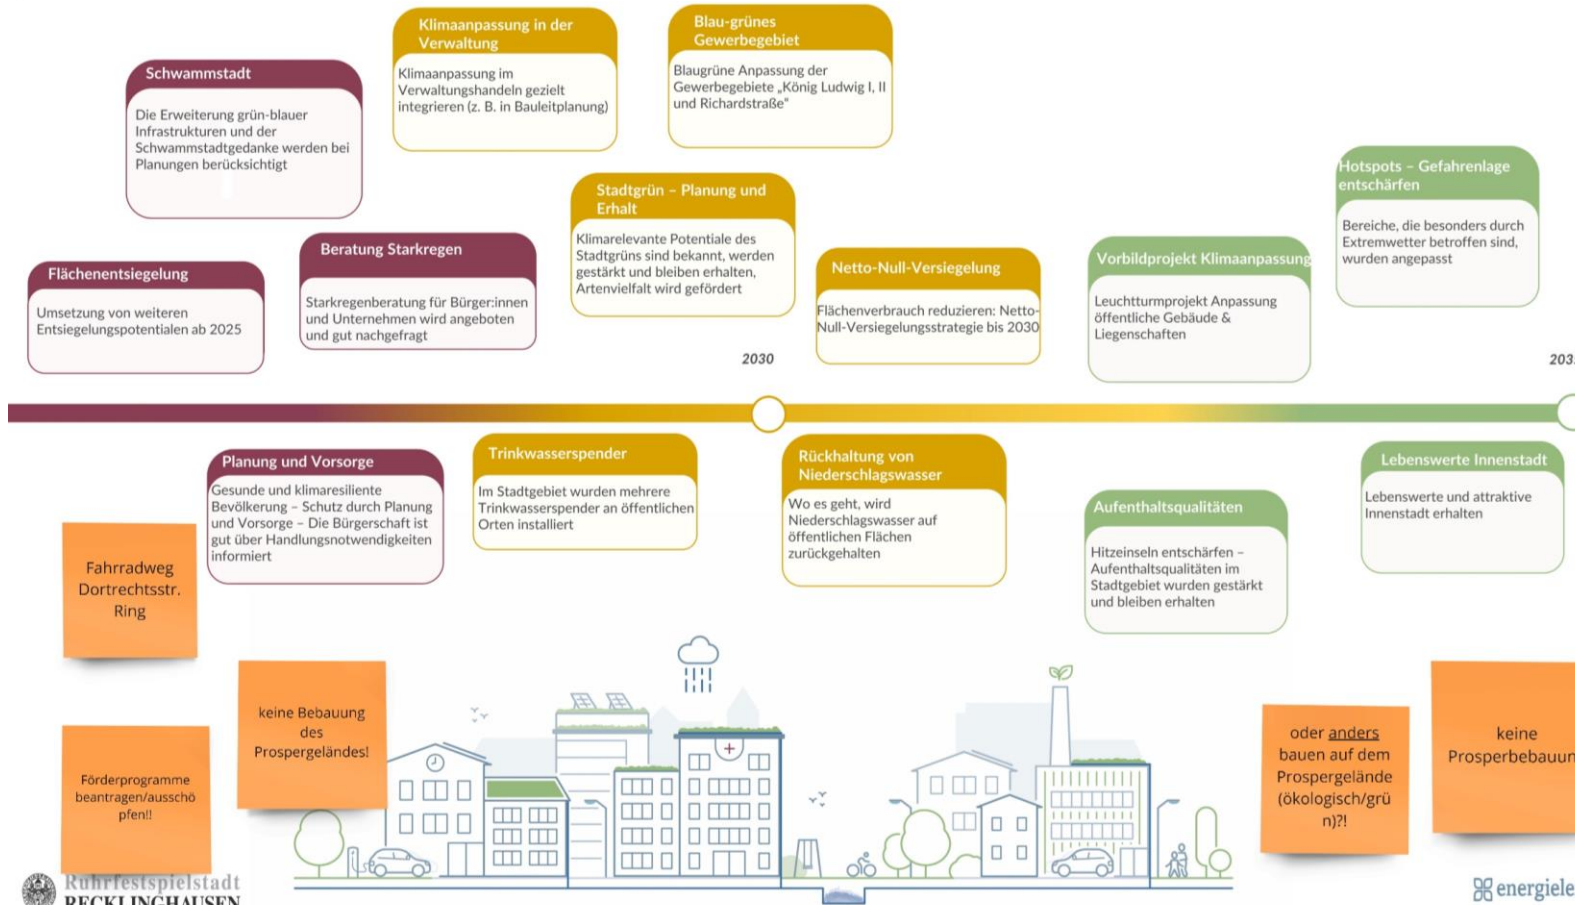 Klimaanpassung in der
Verwaltung
Klimaanpassung im
Verwaltungshandeln gezielt
integrieren (z. B. in Bauleitplanung)
Blau-grünes
Gewerbegebiet
Blaugrüne Anpassung der
Gewerbegebiete „König Ludwig I, II
und Richardstraße“
Schwammstadt
Die Erweiterung grün-blauer
Infrastrukturen und der
Schwammstadtgedanke werden bei
Planungen berücksichtigt
Hotspots – Gefahrenlage
entschärfen
Bereiche, die besonders durch
Extremwetter betroffen sind,
wurden angepasst
Stadtgrün – Planung und
Erhalt
Klimarelevante Potentiale des
Stadtgrüns sind bekannt, werden
gestärkt und bleiben erhalten,
Artenvielfalt wird gefördert
Flächenentsiegelung
Umsetzung von weiteren
Entsiegelungspotentialen ab 2025
Beratung Starkregen
Starkregenberatung für Bürger:innen
und Unternehmen wird angeboten
und gut nachgefragt
Netto-Null-Versiegelung
Flächenverbrauch reduzieren: Netto-
Null-Versiegelungsstrategie bis 2030
Vorbildprojekt Klimaanpassung
Leuchtturmprojekt Anpassung
öffentliche Gebäude &
Liegenschaften
2030
203
Planung und Vorsorge
Gesunde und klimaresiliente
Bevölkerung – Schutz durch Planung
und Vorsorge – Die Bürgerschaft ist
gut über Handlungsnotwendigkeiten
informiert
Trinkwasserspender
Im Stadtgebiet wurden mehrere
Trinkwasserspender an öffentlichen
Orten installiert
Rückhaltung von
Niederschlagswasser
Wo es geht, wird
Niederschlagswasser auf
öffentlichen Flächen
zurückgehalten
Aufenthaltsqualitäten
Hitzeinseln entschärfen –
Aufenthaltsqualitäten im
Stadtgebiet wurden gestärkt
und bleiben erhalten
Lebenswerte Innenstadt
Lebenswerte und attraktive
Innenstadt erhalten
Fahrradweg
Dortrechtsstr.
Ring
keine Bebauung
des
Prospergeländes!
Förderprogramme
beantragen/ausschö
pfen!!
oder anders
bauen auf dem
Prospergelände
(ökologisch/grü
n)?!
keine
Prosperbebauun
Ruhrfestspielstadt
RECKLINGHAUSEN
energiele